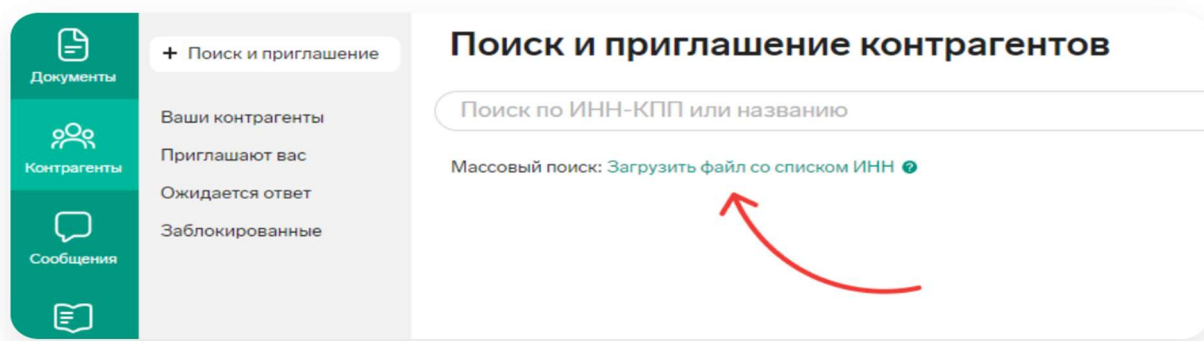 Документы
Контрагенты
Сообщения
+ Поиск и приглашение
Ваши контрагенты
Приглашают вас
Ожидается ответ
Заблокированные
Поиск и приглашение контрагентов
Поиск по ИНН-КПП или названию
Массовый поиск: Загрузить файл со списком ИНН ?